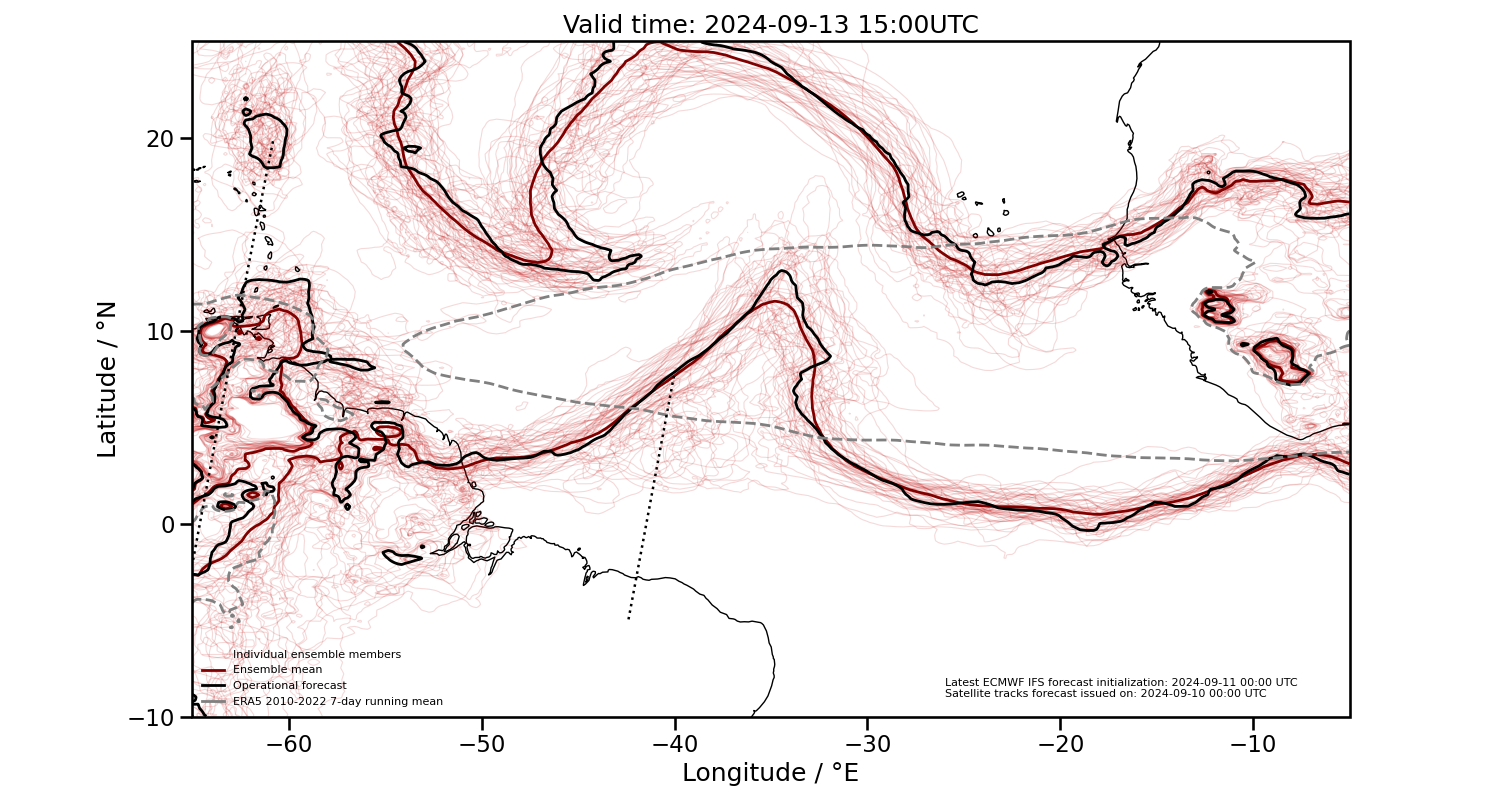 Valid time: 2024-09-13 15:00UTC
Latitude / °N
20
10
0
−10
Individual ensemble members
Ensemble mean
Operational forecast
ERA5 2010-2022 7-day running mean
Latest ECMWF IFS forecast initialization: 2024-09-11 00:00 UTC
Satellite tracks forecast issued on: 2024-09-10 00:00 UTC
−60 −50 −40 −30 −20 −10
Longitude / °E